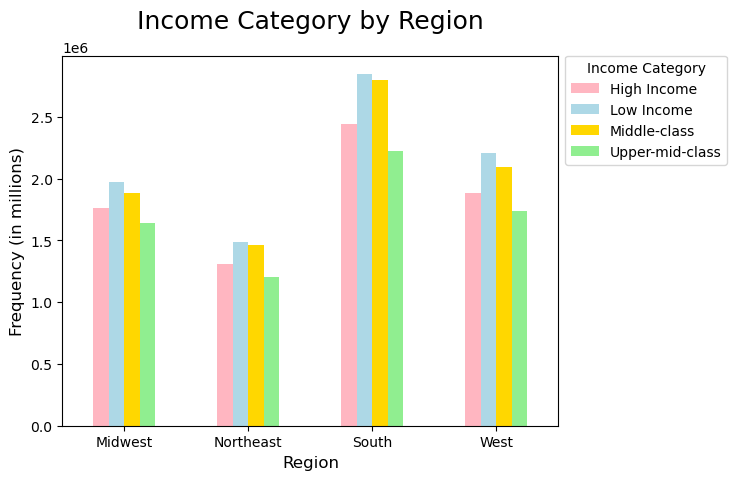 Income Category by Region
1e6
Frequency (in millions)
2.5
2.0
1.5
1.0
0.5
0.0
Midwest Northeast South West
Region
Income Category
High Income
Low Income
Middle-class
Upper-mid-class